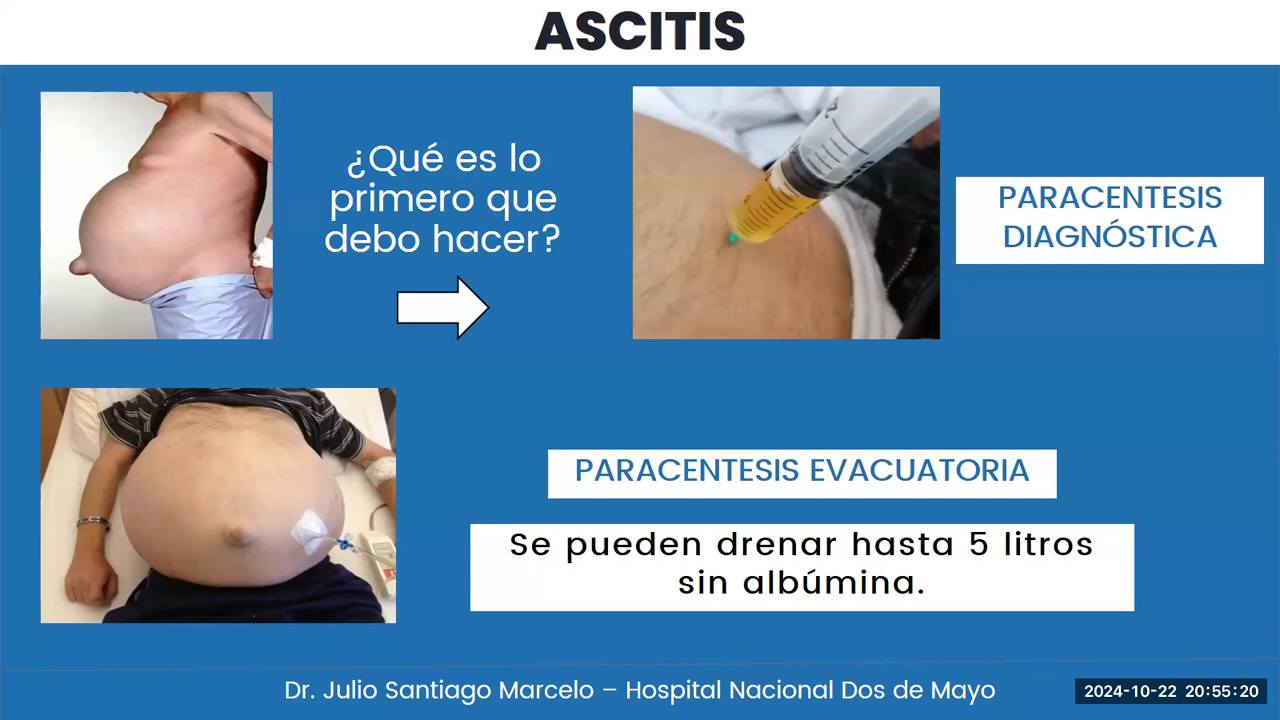 ASCITIS
¿Qué es lo
primero que
debo hacer?
PARACENTESIS
DIAGNÓSTICA
PARACENTESIS EVACUATORIA
Se pueden drenar hasta 5 litros
sin albúmina.
Dr. Julio Santiago Marcelo – Hospital Nacional Dos de Mayo
2024-10-22 20:55:20